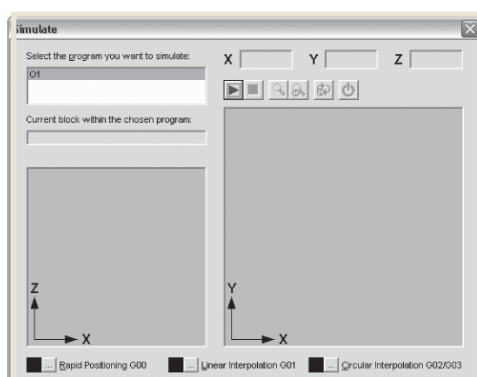 Simulate
Select the program you want to simulate:
X Y Z
O1
Current block within the chosen program:
Z
X
Y
X
... Rapid Positioning G00 ... Linear Interpolation G01 ... Circular Interpolation G02/G03